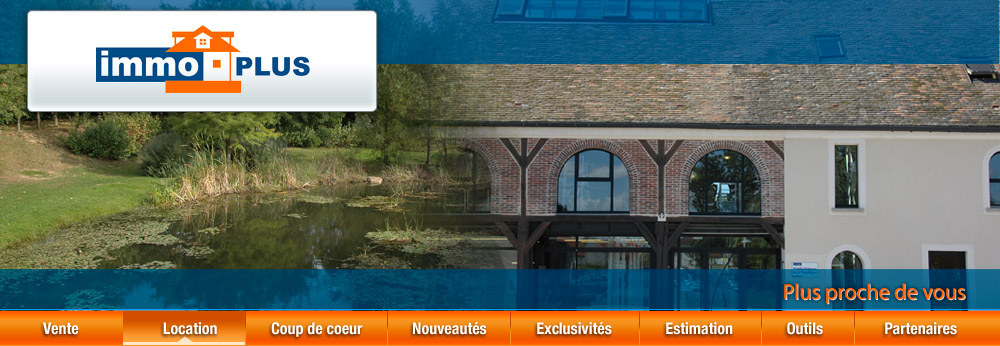 immo PLUS
Plus proche de vous
Vente Location Coup de coeur Nouveautés Exclusivités Estimation Outils Partenaires